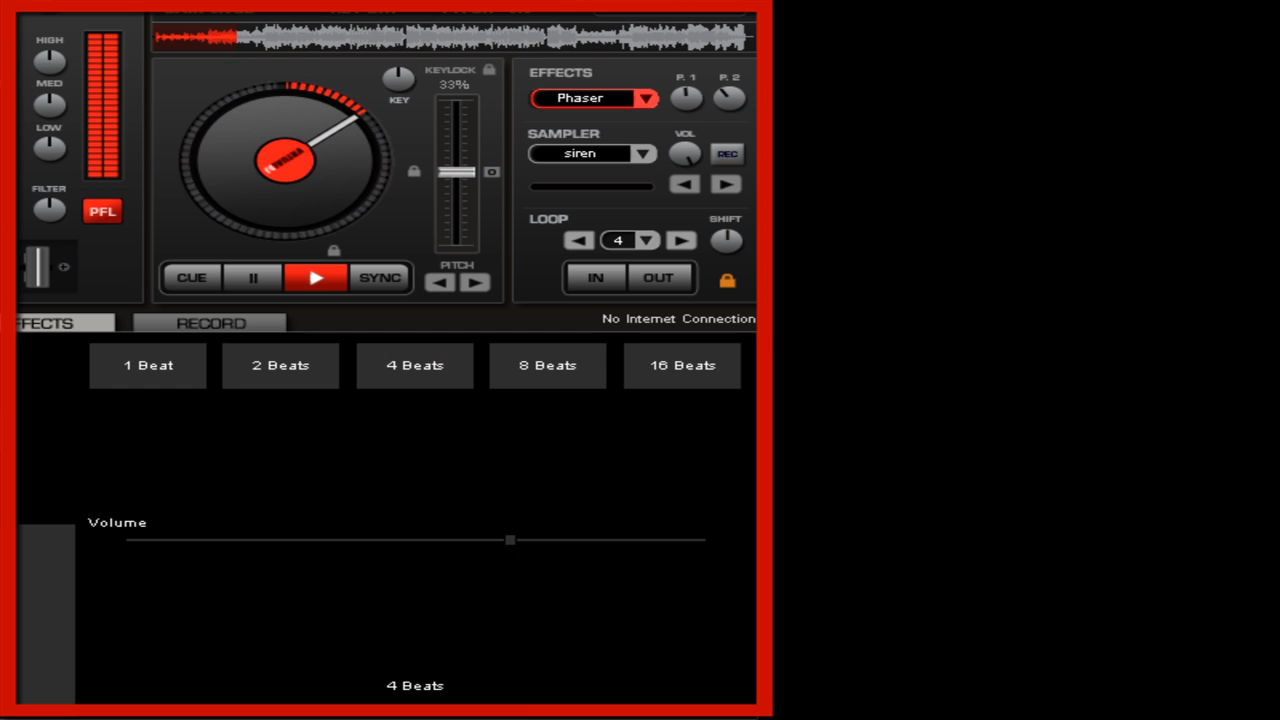 HIGH
MED
LOW
FILTER
PFL
KEY
KEYLOCK
33%
CUE
SYNC
PITCH
EFFECTS
P. 1
P. 2
Phaser
SAMPLER
VOL
siren
REC
LOOP
SHIFT
4
IN
OUT
FFECTS
RECORD
No Internet Connection
1 Beat
2 Beats
4 Beats
8 Beats
16 Beats
Volume
4 Beats